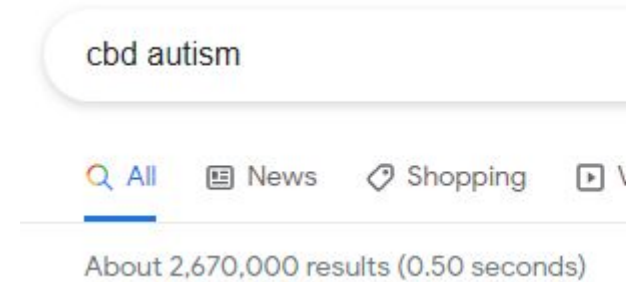 cbd autism
All News Shopping
About 2,670,000 results (0.50 seconds)